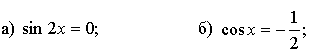 а) sin 2x = 0; б) cos x = −1/2;